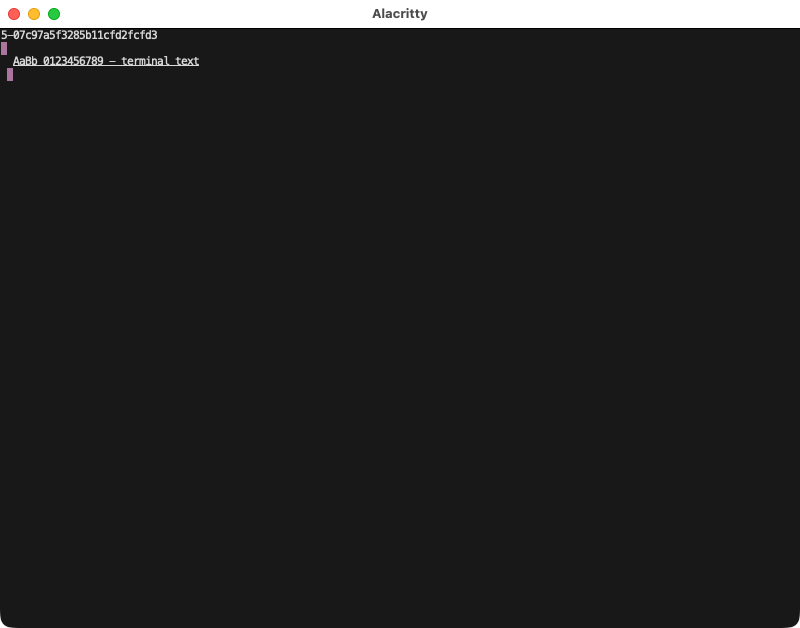 Alacritty
5–07c97a5f3285b11cfd2fcfd3
AaBb 0123456789 — terminal text